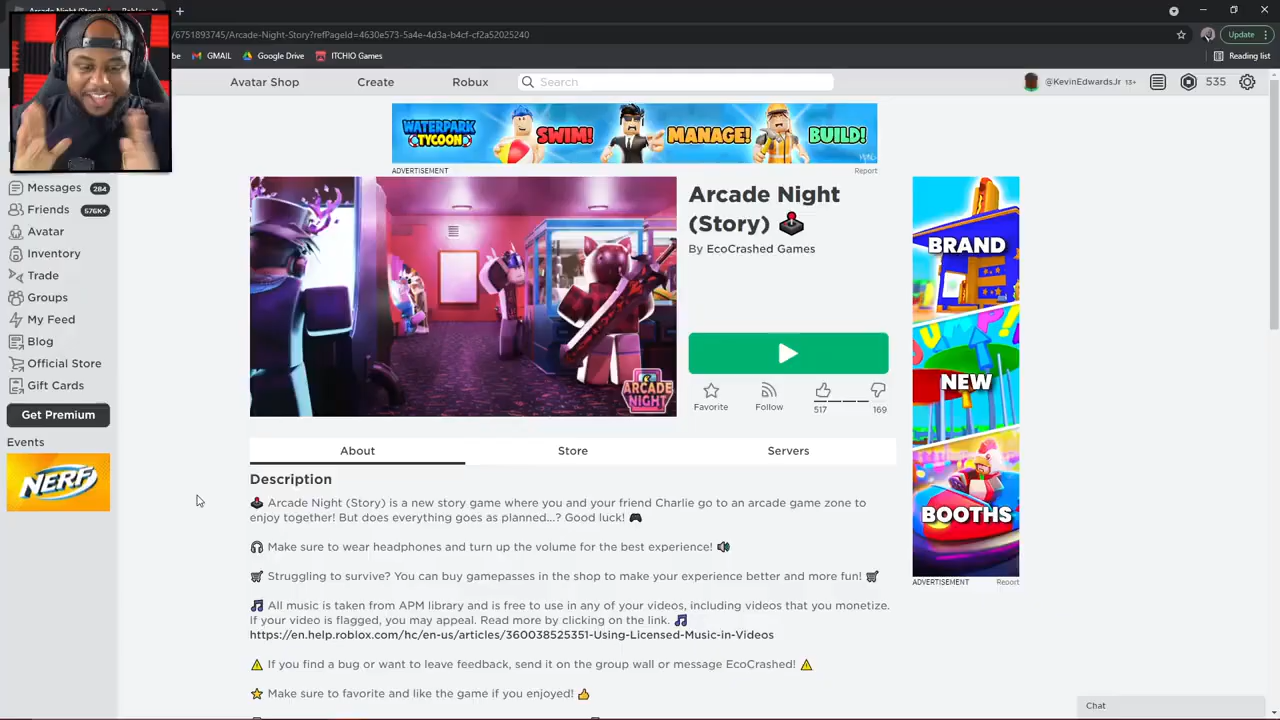 6751893745/Arcade-Night-Story?refPageId=4630e573-5a4e-4d3a-b4cf-cf2a52025240
Update
GMAIL
Google Drive
ITCHIO Games
Reading list
Avatar Shop
Create
Robux
Search
@KevinEdwardsJr 13+
535
WATERPARK TYCOON
SWIM!
MANAGE!
BUILD!
ADVERTISEMENT
Report
Messages 284
Friends 576K+
Avatar
Inventory
Trade
Groups
My Feed
Blog
Official Store
Gift Cards
Get Premium
Events
NERF
ARCADE
NIGHT
Arcade Night
(Story) 🕹️
By EcoCrashed Games
Favorite
Follow
517
169
BRAND
NEW
BOOTHS
ADVERTISEMENT
Report
About
Store
Servers
Description
🕹️ Arcade Night (Story) is a new story game where you and your friend Charlie go to an arcade game zone to
enjoy together! But does everything goes as planned...? Good luck! 🎮
🎧 Make sure to wear headphones and turn up the volume for the best experience! 🔊
🛒 Struggling to survive? You can buy gamepasses in the shop to make your experience better and more fun! 🛒
🎵 All music is taken from APM library and is free to use in any of your videos, including videos that you monetize.
If your video is flagged, you may appeal. Read more by clicking on the link. 🎵
https://en.help.roblox.com/hc/en-us/articles/360038525351-Using-Licensed-Music-in-Videos
⚠️ If you find a bug or want to leave feedback, send it on the group wall or message EcoCrashed! ⚠️
⭐ Make sure to favorite and like the game if you enjoyed! 👍
Chat